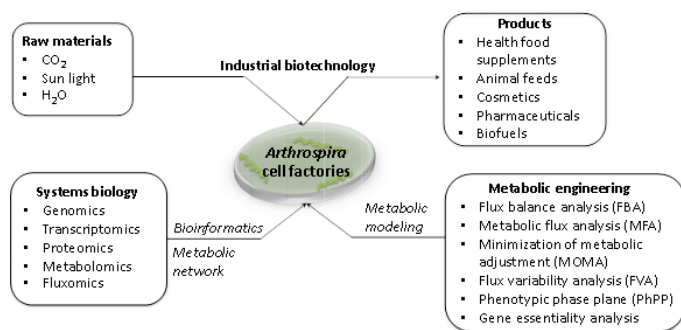 Raw materials
▪ CO₂
▪ Sun light
▪ H₂O
Industrial biotechnology
Products
▪ Health food
supplements
▪ Animal feeds
▪ Cosmetics
▪ Pharmaceuticals
▪ Biofuels
Arthrospira
cell factories
Systems biology
▪ Genomics
▪ Transcriptomics
▪ Proteomics
▪ Metabolomics
▪ Fluxomics
Bioinformatics
Metabolic
network
Metabolic
modeling
Metabolic engineering
▪ Flux balance analysis (FBA)
▪ Metabolic flux analysis (MFA)
▪ Minimization of metabolic
adjustment (MOMA)
▪ Flux variability analysis (FVA)
▪ Phenotypic phase plane (PhPP)
▪ Gene essentiality analysis